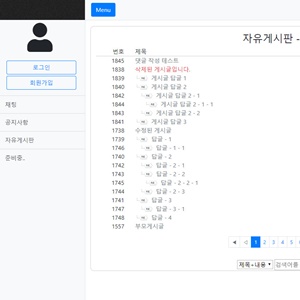 Menu
로그인
회원가입
채팅
공지사항
자유게시판
준비중..
자유게시판 -
번호 제목
1845 댓글 작성 테스트
1838 삭제된 게시글입니다.
1839 게시글 답글 1
1840 게시글 답글 2
1842 게시글 답글 2 - 1
1844 게시글 답글 2 - 1 - 1
1843 게시글 답글 2 - 2
1841 게시글 답글 3
1738 수정된 게시글
1739 답글 - 1
1746 답글 - 1 - 1
1740 답글 - 2
1742 답글 - 2 - 1
1743 답글 - 2 - 2
1745 답글 - 2 - 2 - 1
1744 답글 - 2 - 3
1741 답글 - 3
1747 답글 - 3 - 1
1748 답글 - 4
1557 부모게시글
◀ ◁ 1 2 3 4 5
제목+내용 검색어를